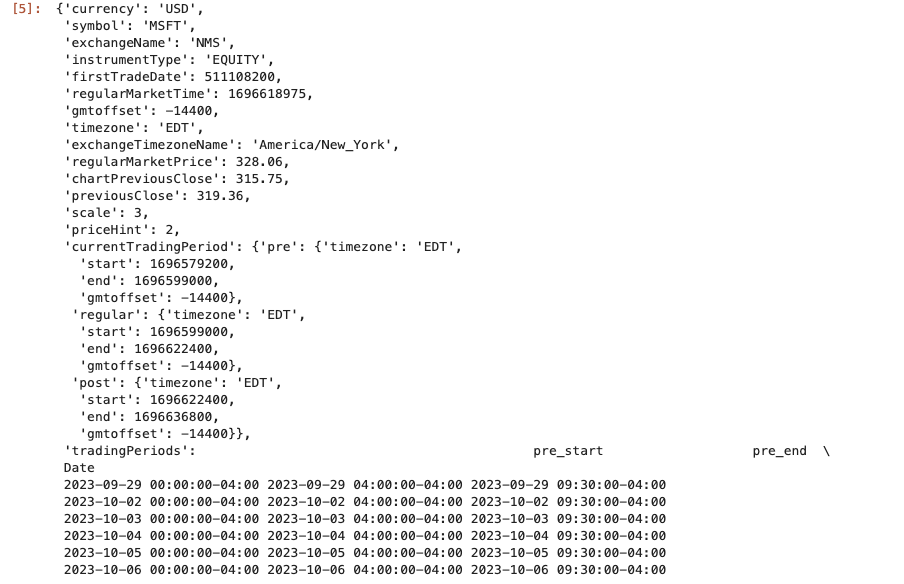 [5]: {'currency': 'USD',
'symbol': 'MSFT',
'exchangeName': 'NMS',
'instrumentType': 'EQUITY',
'firstTradeDate': 511108200,
'regularMarketTime': 1696618975,
'gmtoffset': -14400,
'timezone': 'EDT',
'exchangeTimezoneName': 'America/New_York',
'regularMarketPrice': 328.06,
'chartPreviousClose': 315.75,
'previousClose': 319.36,
'scale': 3,
'priceHint': 2,
'currentTradingPeriod': {'pre': {'timezone': 'EDT',
'start': 1696579200,
'end': 1696599000,
'gmtoffset': -14400},
'regular': {'timezone': 'EDT',
'start': 1696599000,
'end': 1696622400,
'gmtoffset': -14400},
'post': {'timezone': 'EDT',
'start': 1696622400,
'end': 1696636800,
'gmtoffset': -14400}},
'tradingPeriods': pre_start pre_end \
Date
2023-09-29 00:00:00-04:00 2023-09-29 04:00:00-04:00 2023-09-29 09:30:00-04:00
2023-10-02 00:00:00-04:00 2023-10-02 04:00:00-04:00 2023-10-02 09:30:00-04:00
2023-10-03 00:00:00-04:00 2023-10-03 04:00:00-04:00 2023-10-03 09:30:00-04:00
2023-10-04 00:00:00-04:00 2023-10-04 04:00:00-04:00 2023-10-04 09:30:00-04:00
2023-10-05 00:00:00-04:00 2023-10-05 04:00:00-04:00 2023-10-05 09:30:00-04:00
2023-10-06 00:00:00-04:00 2023-10-06 04:00:00-04:00 2023-10-06 09:30:00-04:00